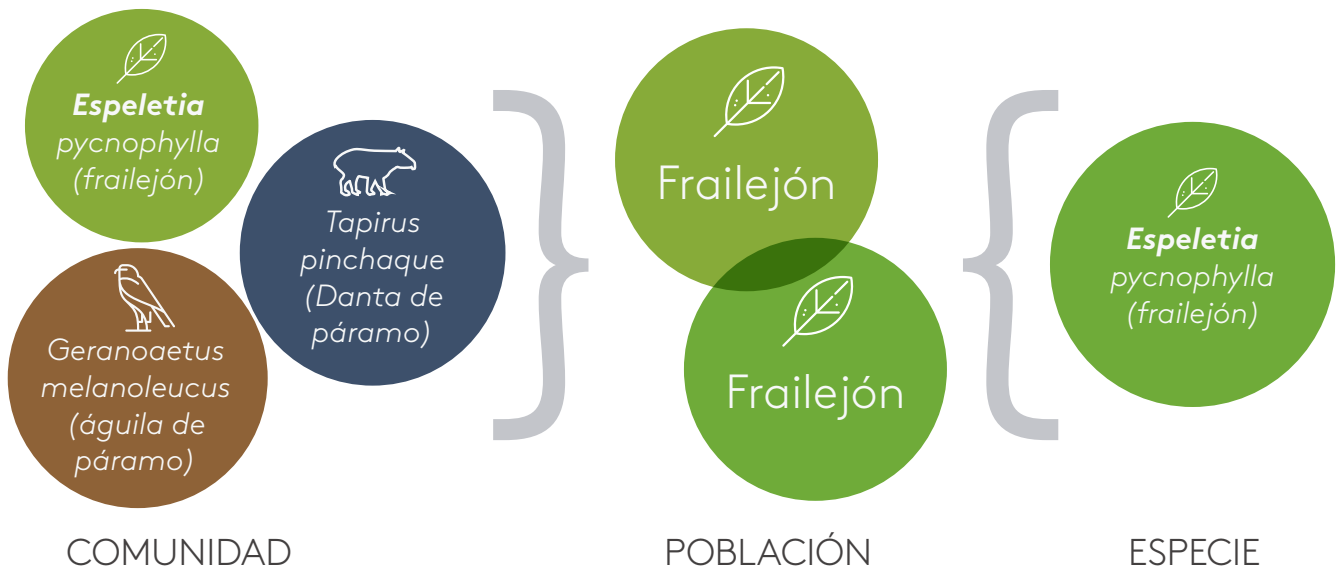 Espeletia
pycnophylla
(frailejón)
Tapirus
pinchaque
(Danta de
páramo)
Geranoaetus
melanoleucus
(águila de
páramo)
COMUNIDAD
Frailejón
Frailejón
POBLACIÓN
Espeletia
pycnophylla
(frailejón)
ESPECIE